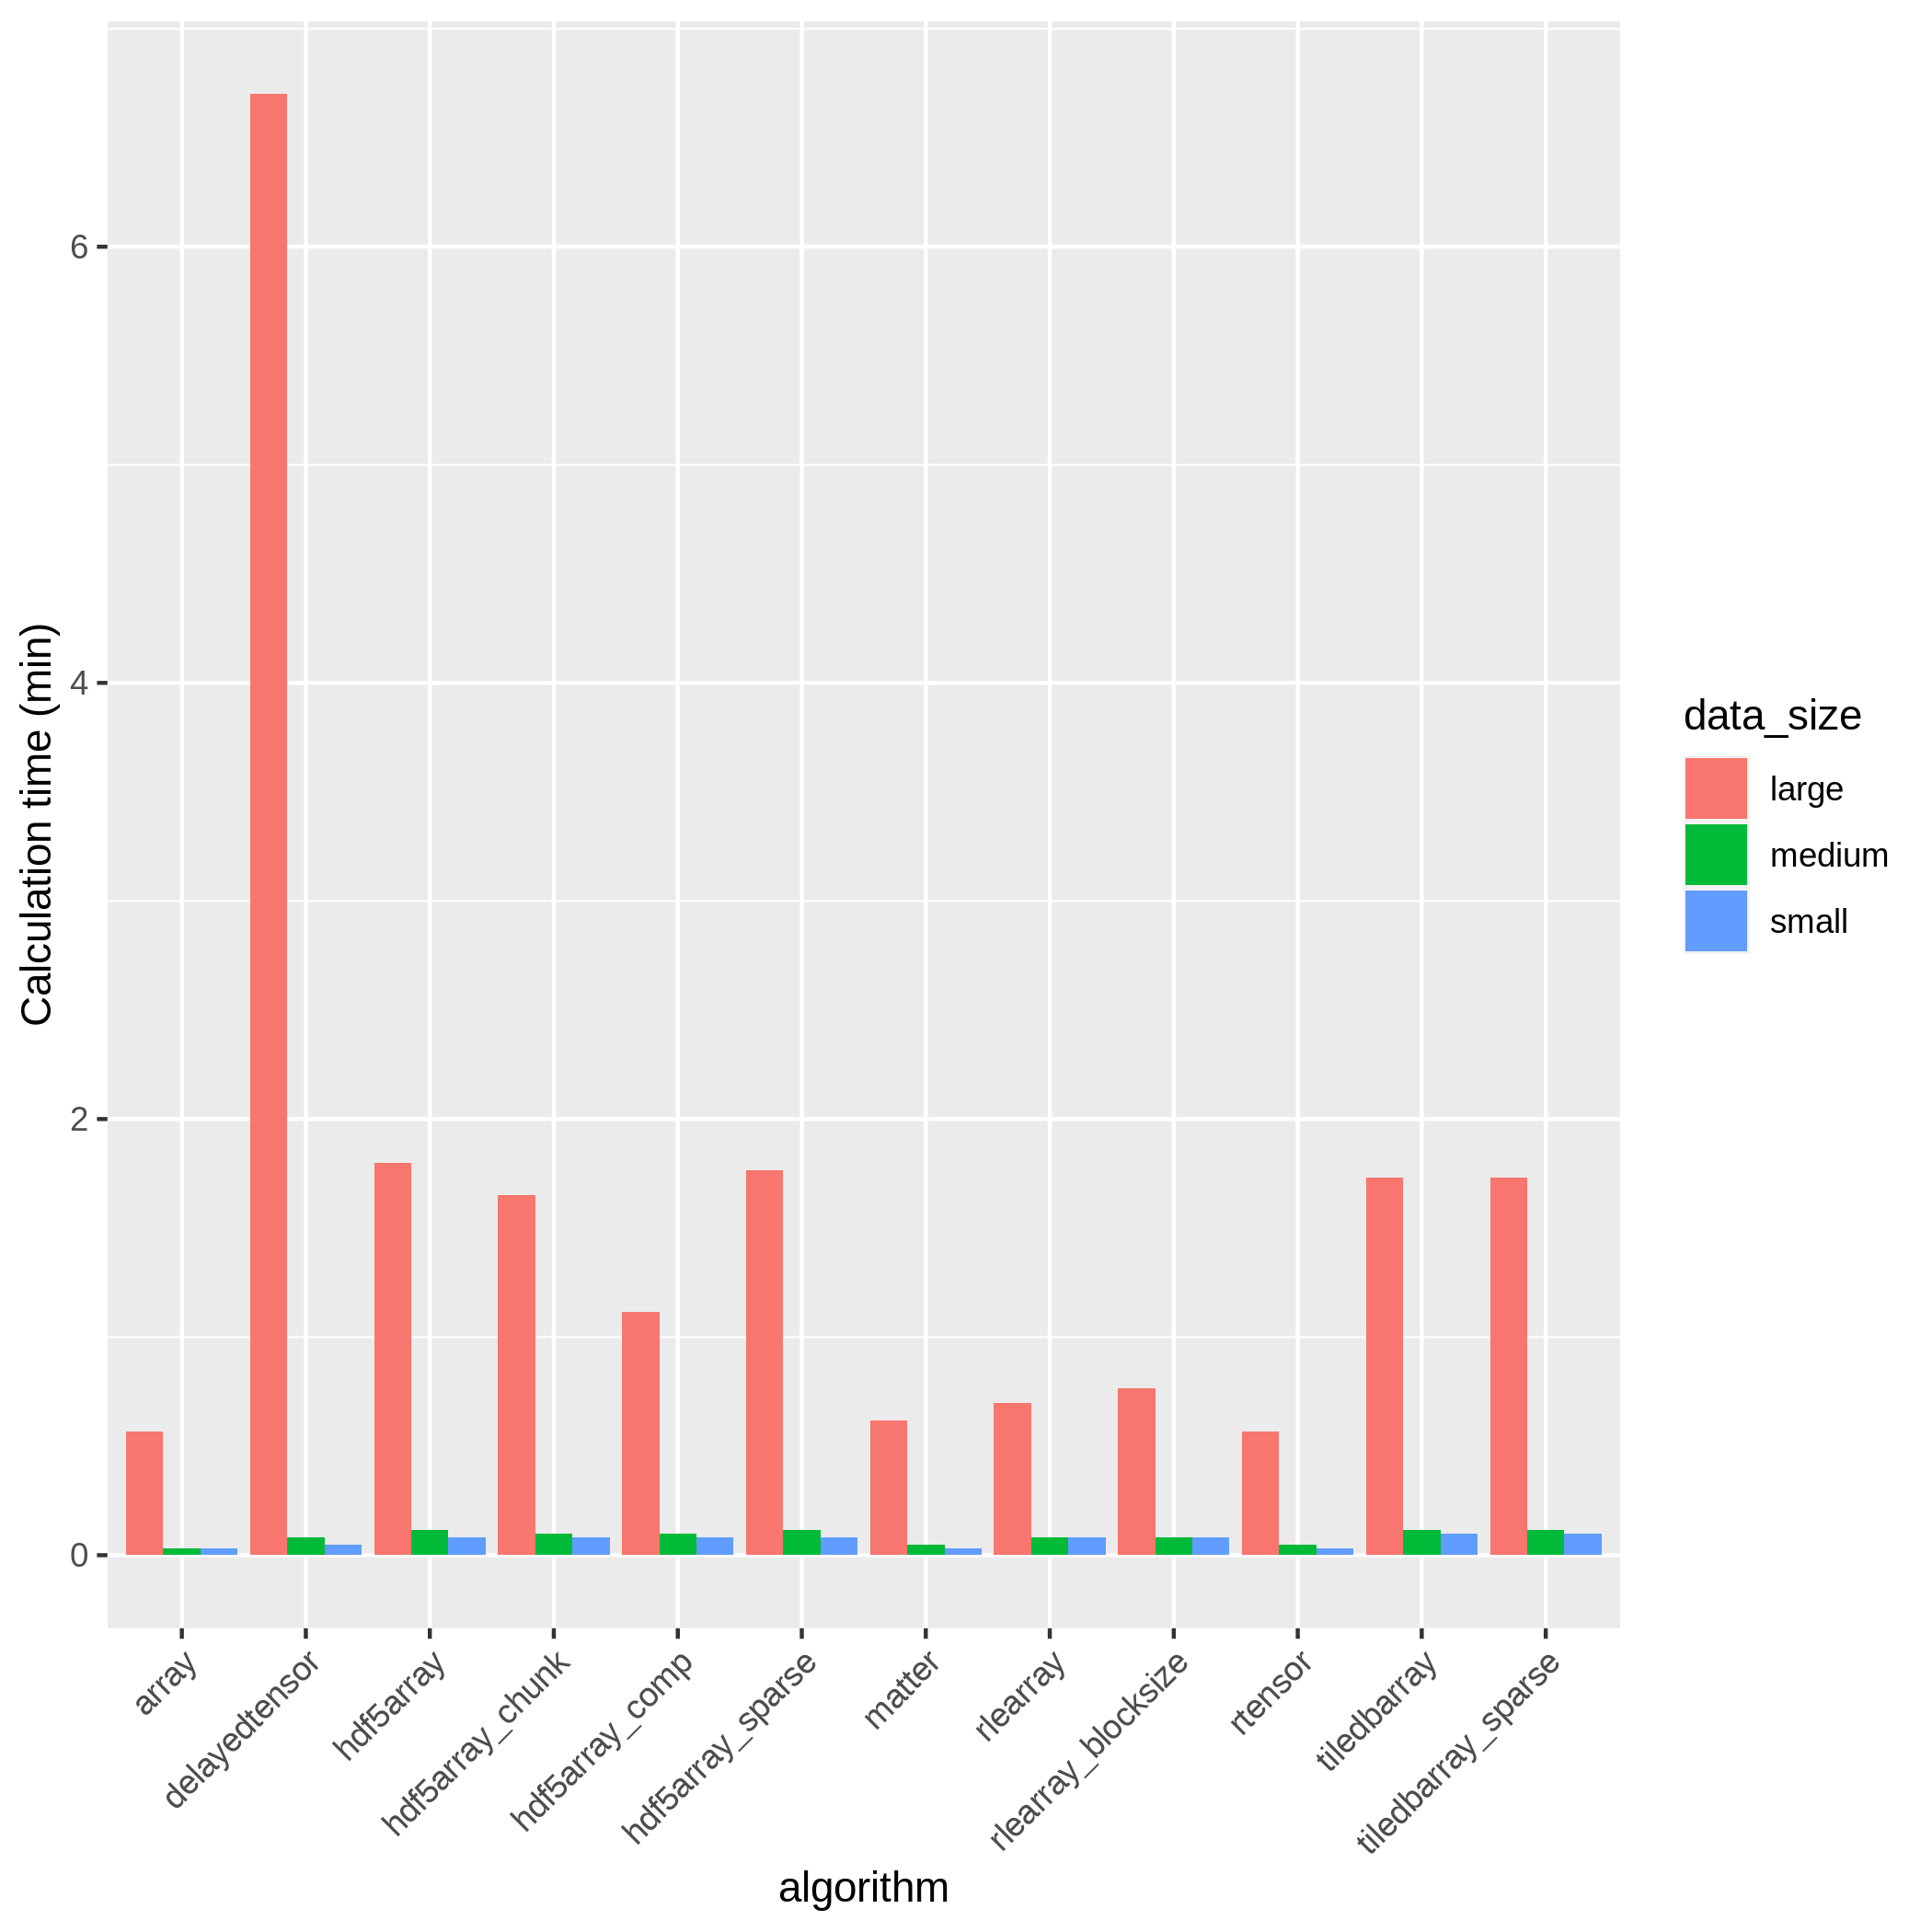 Calculation time (min)
6
4
2
0
array
delayedtensor
hdf5array
hdf5array_chunk
hdf5array_comp
hdf5array_sparse
matter
rlearray
rlearray_blocksize
rtensor
tiledbarray
tiledbarray_sparse
algorithm
data_size
large
medium
small